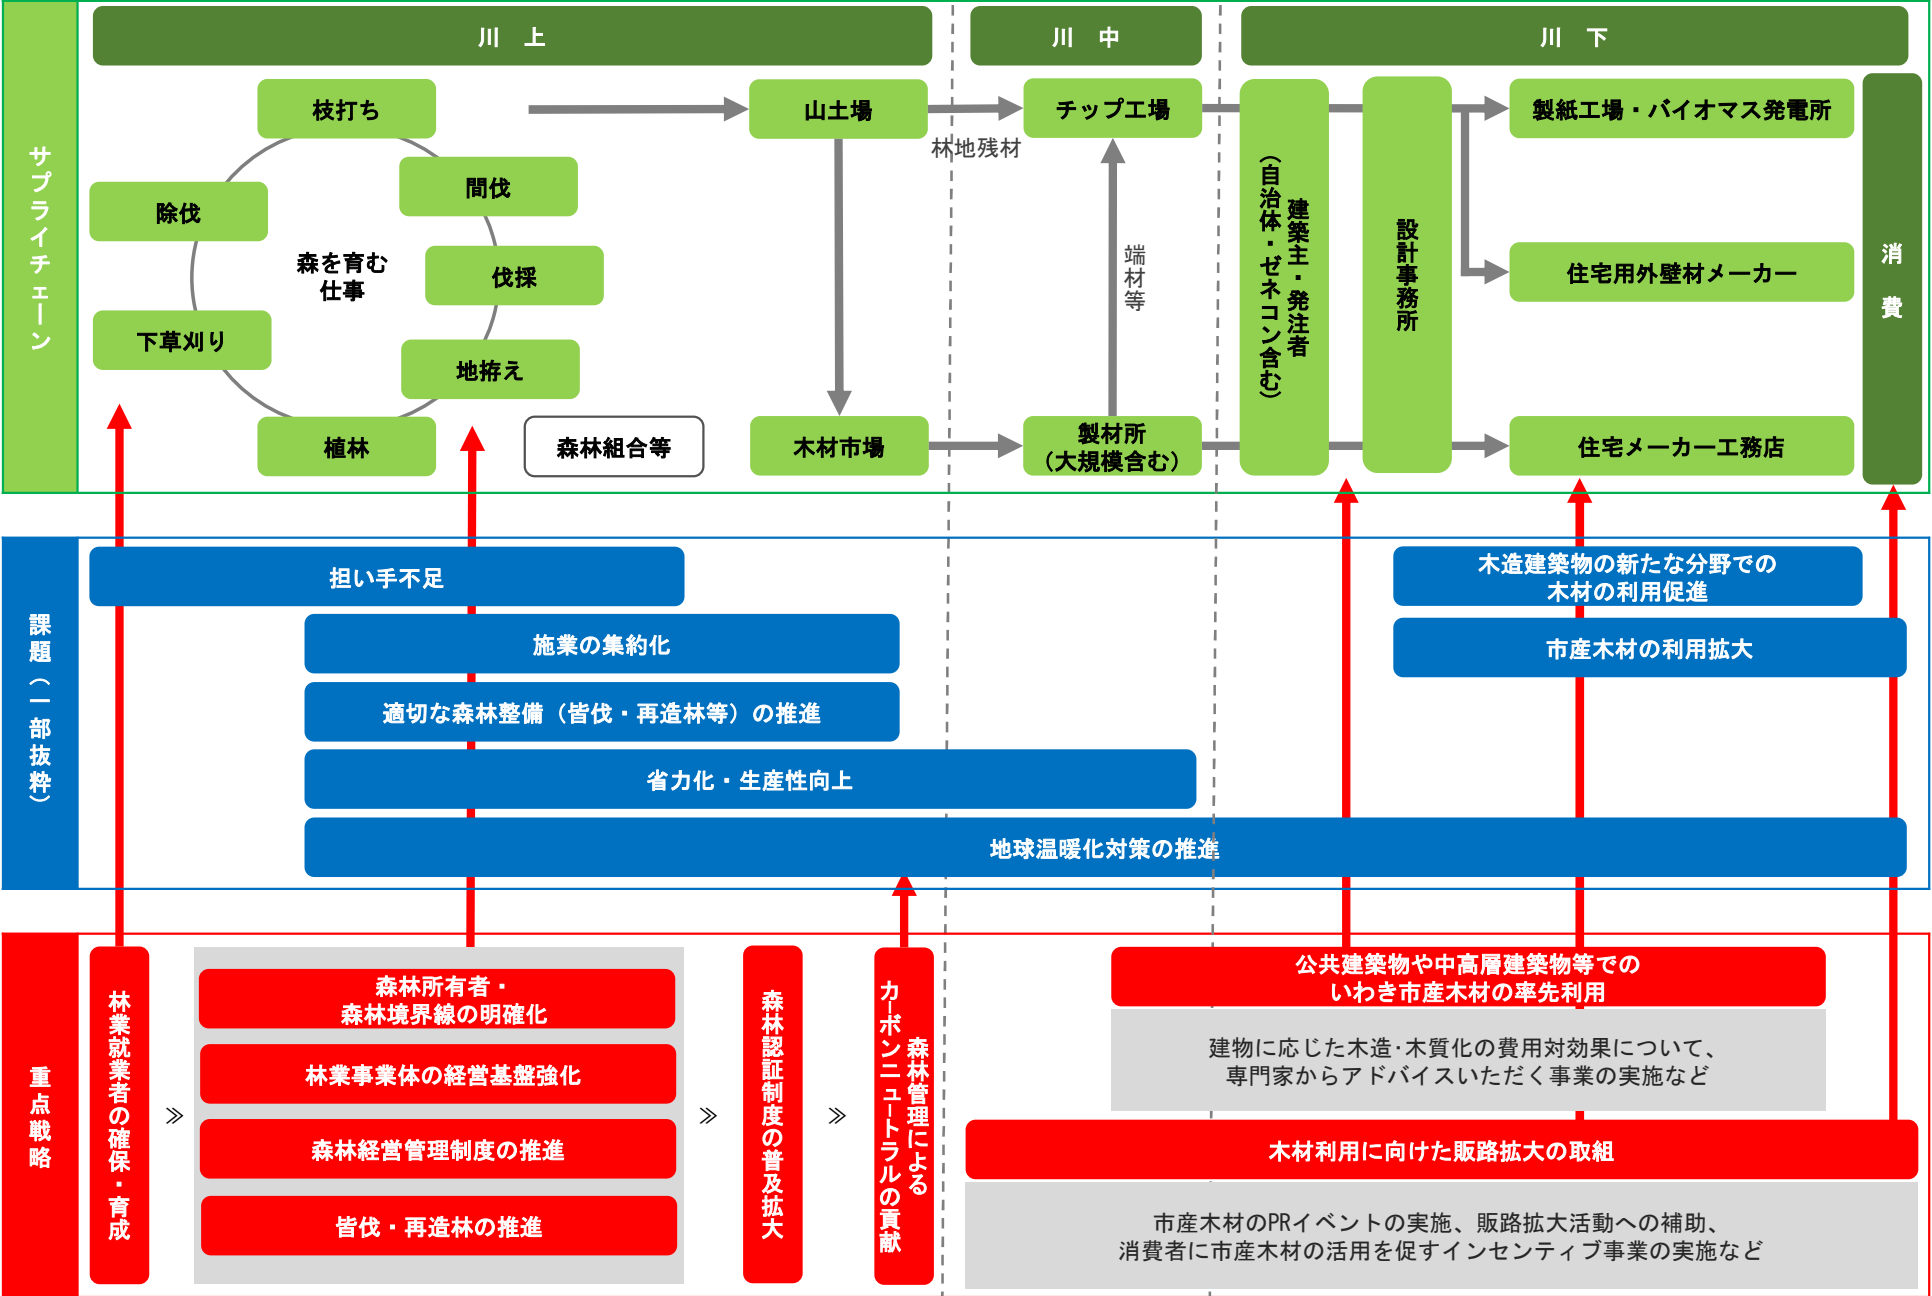 サプライチェーン
川　上
川　中
川　下
枝打ち
間伐
除伐
伐採
森を育む
仕事
下草刈り
地拵え
植林
森林組合等
山土場
木材市場
林地残材
チップ工場
端材等
製材所
（大規模含む）
建築主・発注者
（自治体・ゼネコン含む）
設計事務所
製紙工場・バイオマス発電所
住宅用外壁材メーカー
住宅メーカー工務店
消　費
課題（一部抜粋）
担い手不足
施業の集約化
適切な森林整備（皆伐・再造林等）の推進
省力化・生産性向上
地球温暖化対策の推進
木造建築物の新たな分野での
木材の利用促進
市産木材の利用拡大
重点戦略
林業就業者の確保・育成
≫
森林所有者・
森林境界線の明確化
林業事業体の経営基盤強化
森林経営管理制度の推進
皆伐・再造林の推進
≫
森林認証制度の普及拡大
≫
森林管理による
カーボンニュートラルの貢献
公共建築物や中高層建築物等での
いわき市産木材の率先利用
建物に応じた木造・木質化の費用対効果について、
専門家からアドバイスいただく事業の実施など
木材利用に向けた販路拡大の取組
市産木材のPRイベントの実施、販路拡大活動への補助、
消費者に市産木材の活用を促すインセンティブ事業の実施など